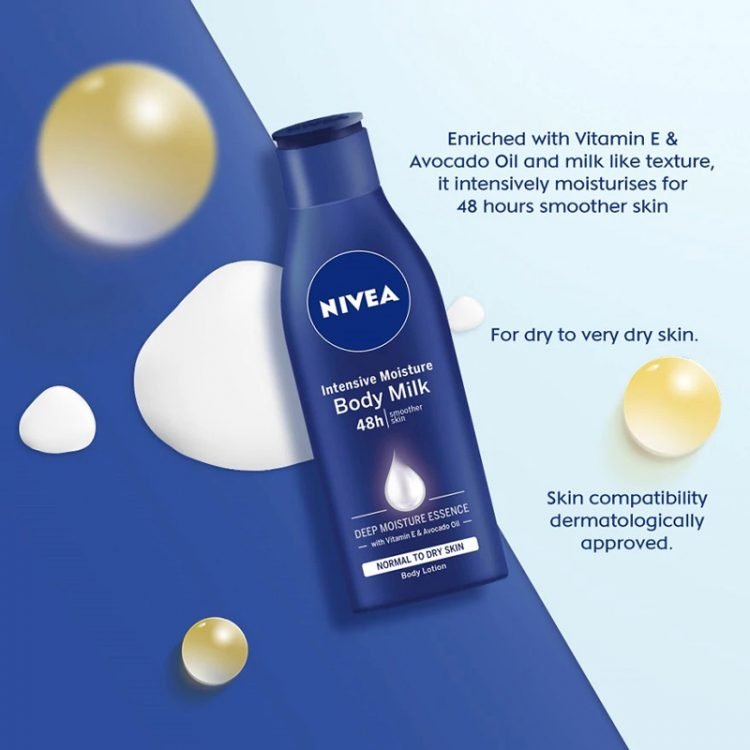 Enriched with Vitamin E &
Avocado Oil and milk like texture,
it intensively moisturises for
48 hours smoother skin
NIVEA
For dry to very dry skin.
Intensive Moisture
Body Milk
48h smoother
skin
Skin compatibility
dermatologically
approved.
DEEP MOISTURE ESSENCE
with Vitamin E & Avocado Oil
NORMAL TO DRY SKIN
Body Lotion